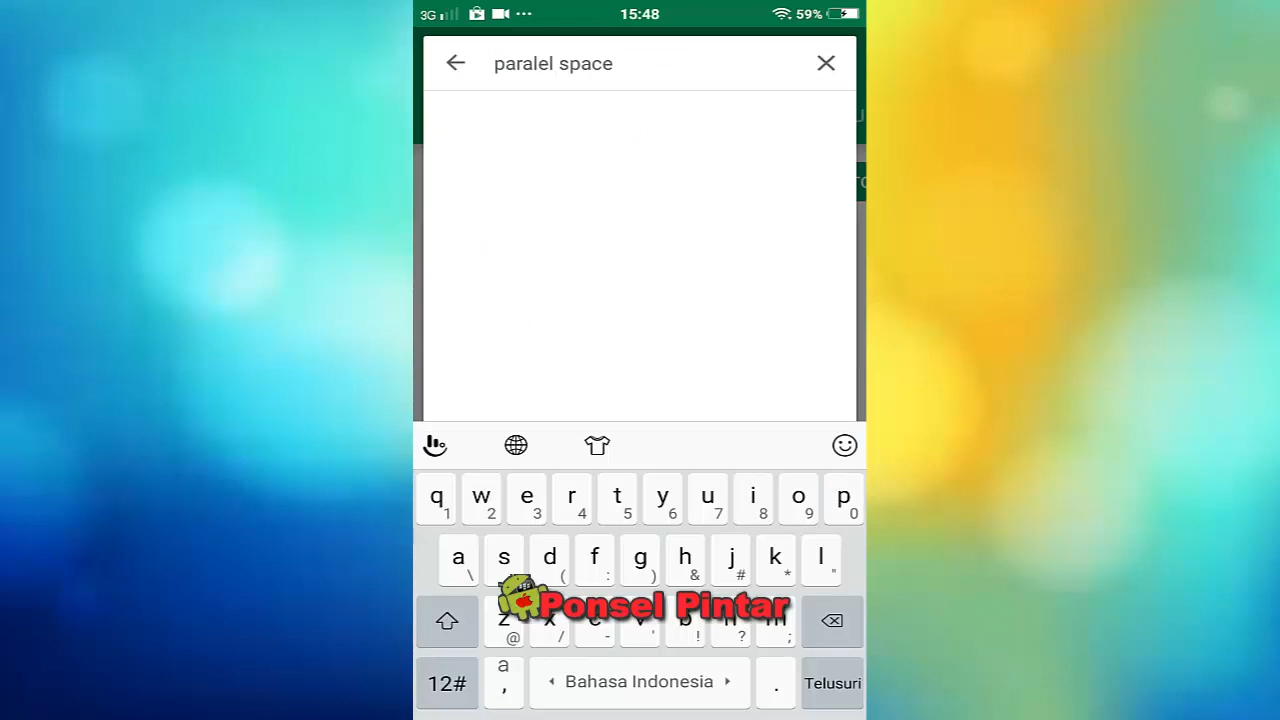 3G 15:48 59%
paralel space
q w e r t y u i o p
1 2 3 4 5 6 7 8 9 0
a s d f g h j k l
\ ( : ) & # * "
Ponsel Pintar
z x c v b n m
@ / - ' ! ? ;
12# a , Bahasa Indonesia . Telusuri